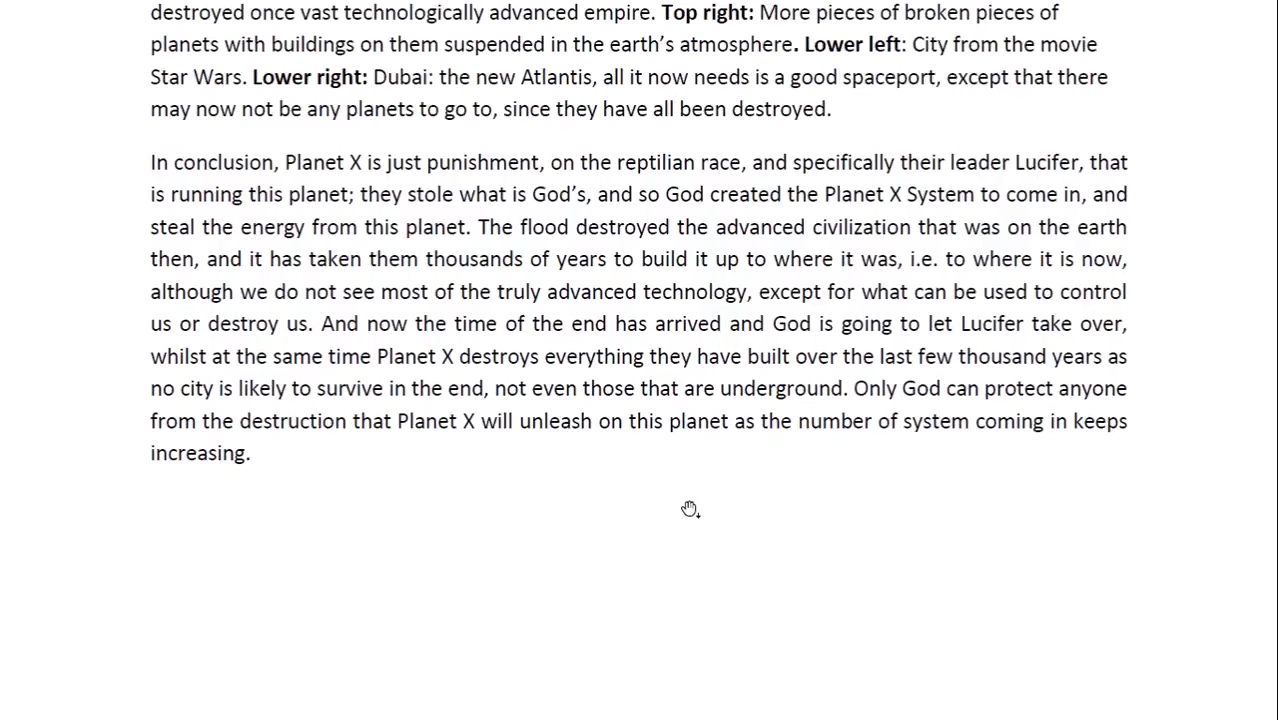 destroyed once vast technologically advanced empire. Top right: More pieces of broken pieces of
planets with buildings on them suspended in the earth’s atmosphere. Lower left: City from the movie
Star Wars. Lower right: Dubai: the new Atlantis, all it now needs is a good spaceport, except that there
may now not be any planets to go to, since they have all been destroyed.
In conclusion, Planet X is just punishment, on the reptilian race, and specifically their leader Lucifer, that
is running this planet; they stole what is God’s, and so God created the Planet X System to come in, and
steal the energy from this planet. The flood destroyed the advanced civilization that was on the earth
then, and it has taken them thousands of years to build it up to where it was, i.e. to where it is now,
although we do not see most of the truly advanced technology, except for what can be used to control
us or destroy us. And now the time of the end has arrived and God is going to let Lucifer take over,
whilst at the same time Planet X destroys everything they have built over the last few thousand years as
no city is likely to survive in the end, not even those that are underground. Only God can protect anyone
from the destruction that Planet X will unleash on this planet as the number of system coming in keeps
increasing.